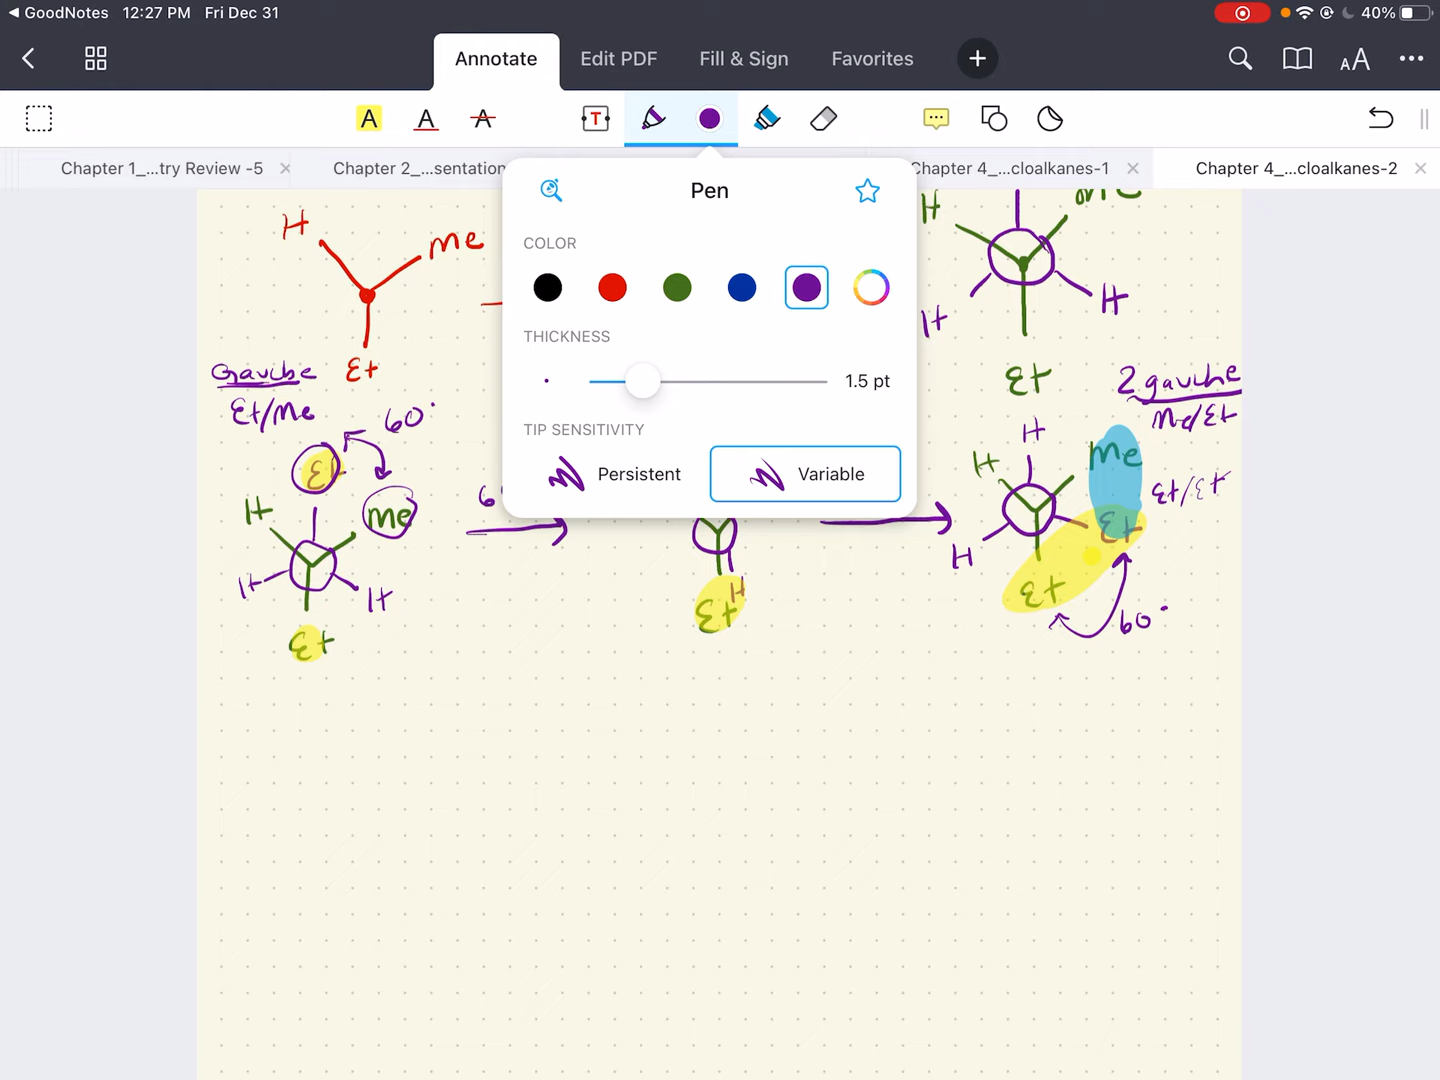 GoodNotes 12:27 PM Fri Dec 31 40%
Annotate Edit PDF Fill & Sign Favorites
A A A T
Chapter 1_...try Review -5 Chapter 2_...sentation cloalkanes-1 Chapter 4_...cloalkanes-2
Pen
COLOR
THICKNESS
1.5 pt
TIP SENSITIVITY
Persistent Variable
H Me
Et
Gauche
Et/Me 60°
Et
H Me
H H
Et
6
H
Et
H Me
H H
Et
2 gauche
Me/Et
H
H Me
Et/Et
Et
H
Et
60°